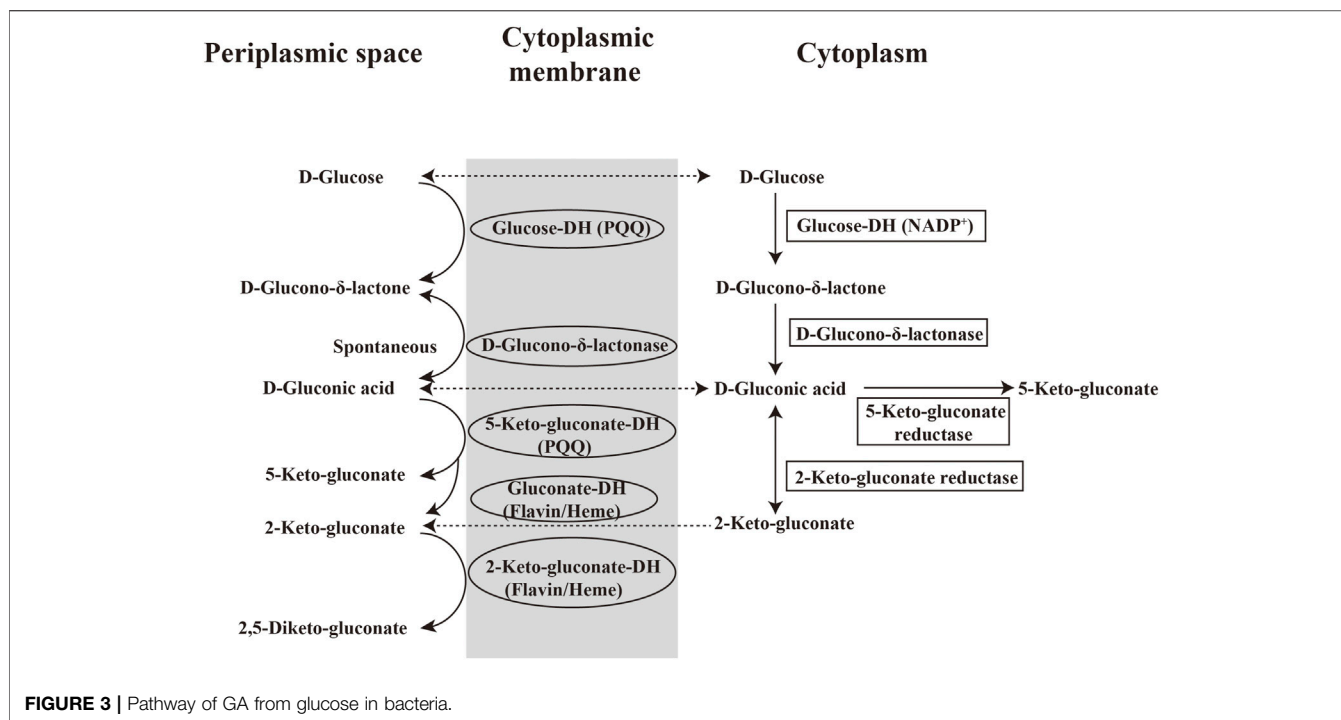 Periplasmic space
Cytoplasmic
membrane
Cytoplasm
D-Glucose
D-Glucose
Glucose-DH (PQQ)
Glucose-DH (NADP⁺)
D-Glucono-δ-lactone
D-Glucono-δ-lactone
Spontaneous
D-Glucono-δ-lactonase
D-Glucono-δ-lactonase
D-Gluconic acid
D-Gluconic acid
5-Keto-gluconate
5-Keto-gluconate-DH
(PQQ)
5-Keto-gluconate
reductase
5-Keto-gluconate
Gluconate-DH
(Flavin/Heme)
2-Keto-gluconate reductase
2-Keto-gluconate
2-Keto-gluconate
2-Keto-gluconate-DH
(Flavin/Heme)
2,5-Diketo-gluconate
FIGURE 3 | Pathway of GA from glucose in bacteria.